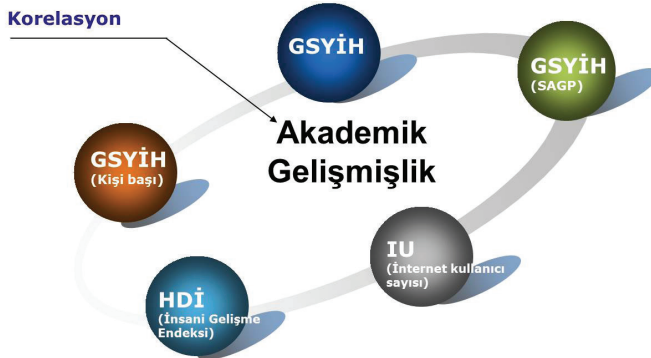 Korelasyon
GSYİH
GSYİH
(SAGP)
Akademik
Gelişmişlik
GSYİH
(Kişi başı)
IU
(İnternet kullanıcı
sayısı)
HDİ
(İnsani Gelişme
Endeksi)